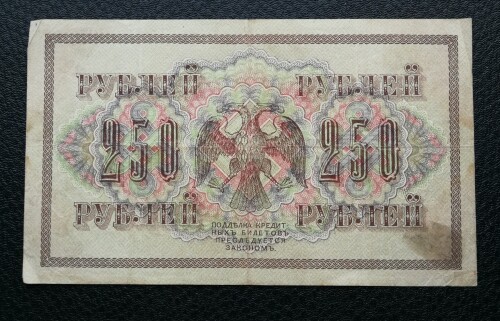 РУБЛЕЙ РУБЛЕЙ
250 250
РУБЛЕЙ РУБЛЕЙ
ПОДДѢЛКА КРЕДИТ-
НЫХЪ БИЛЕТОВЪ
ПРЕСЛѢДУЕТСЯ
ЗАКОНОМЪ.